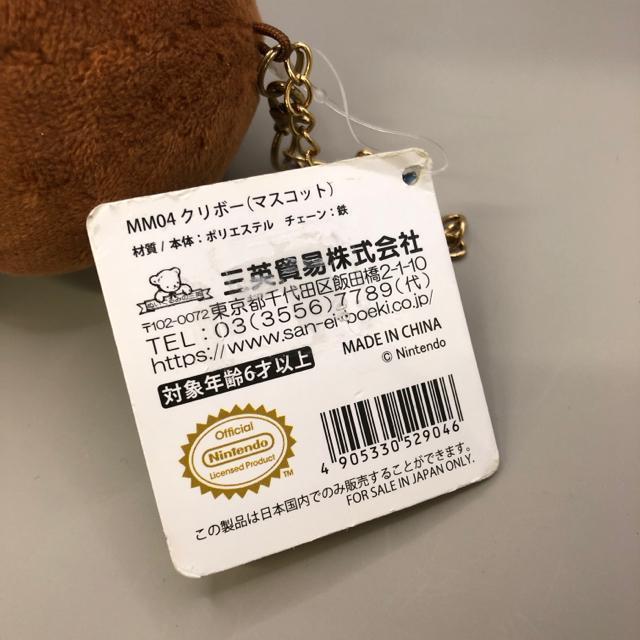 MM04 クリボー(マスコット)
材質 / 本体 : ポリエステル チェーン : 鉄
三英貿易株式会社
〒102-0072 東京都千代田区飯田橋2-1-10
TEL : 03(3556)7789(代)
https://www.san-ei-boeki.co.jp/
MADE IN CHINA
© Nintendo
対象年齢6才以上
Official
Nintendo
Licensed Product
4 905330 529046
この製品は日本国内でのみ販売することができます。
FOR SALE IN JAPAN ONLY.